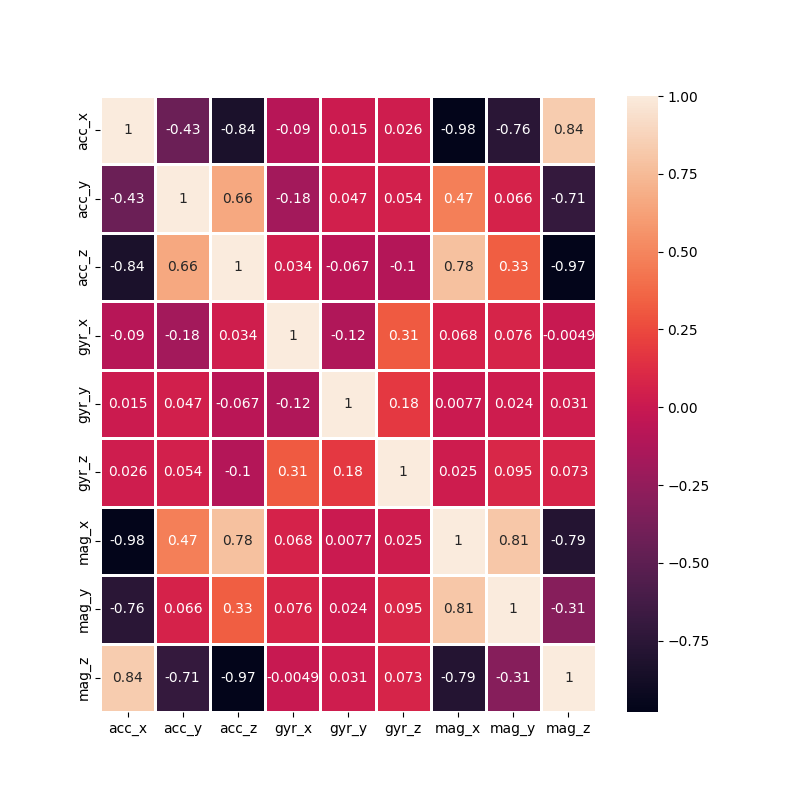 acc_x 1 -0.43 -0.84 -0.09 0.015 0.026 -0.98 -0.76 0.84
acc_y -0.43 1 0.66 -0.18 0.047 0.054 0.47 0.066 -0.71
acc_z -0.84 0.66 1 0.034 -0.067 -0.1 0.78 0.33 -0.97
gyr_x -0.09 -0.18 0.034 1 -0.12 0.31 0.068 0.076 -0.0049
gyr_y 0.015 0.047 -0.067 -0.12 1 0.18 0.0077 0.024 0.031
gyr_z 0.026 0.054 -0.1 0.31 0.18 1 0.025 0.095 0.073
mag_x -0.98 0.47 0.78 0.068 0.0077 0.025 1 0.81 -0.79
mag_y -0.76 0.066 0.33 0.076 0.024 0.095 0.81 1 -0.31
mag_z 0.84 -0.71 -0.97 -0.0049 0.031 0.073 -0.79 -0.31 1
acc_x acc_y acc_z gyr_x gyr_y gyr_z mag_x mag_y mag_z
1.00
0.75
0.50
0.25
0.00
−0.25
−0.50
−0.75